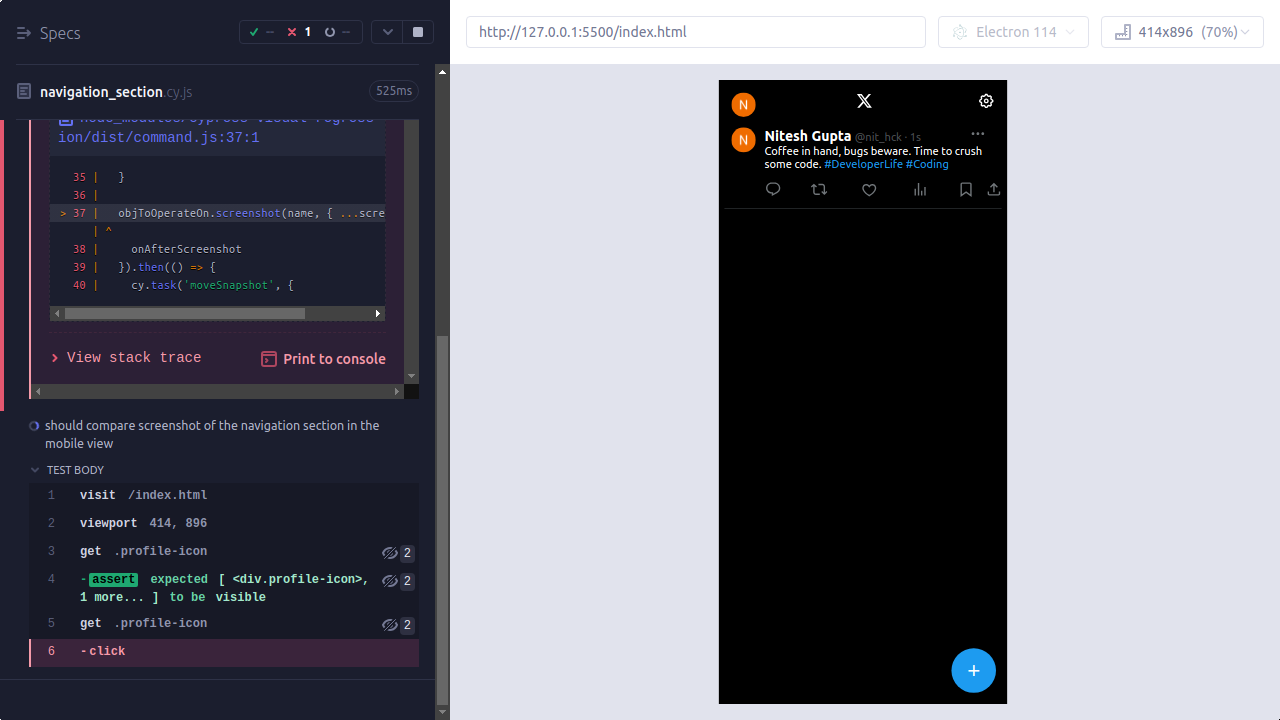 Specs
-- 1 --
navigation_section.cy.js 525ms
node_modules/cypress-visual-regress
ion/dist/command.js:37:1
35 | }
36 |
> 37 | objToOperateOn.screenshot(name, { ...scre
| ^
38 | onAfterScreenshot
39 | }).then(() => {
40 | cy.task('moveSnapshot', {
View stack trace
Print to console
should compare screenshot of the navigation section in the
mobile view
TEST BODY
1 visit /index.html
2 viewport 414, 896
3 get .profile-icon 2
4 -assert expected [ <div.profile-icon>, 2
1 more... ] to be visible
5 get .profile-icon 2
6 -click
http://127.0.0.1:5500/index.html
Electron 114
414x896 (70%)
N
X
N
Nitesh Gupta @nit_hck · 1s ...
Coffee in hand, bugs beware. Time to crush
some code. #DeveloperLife #Coding
+